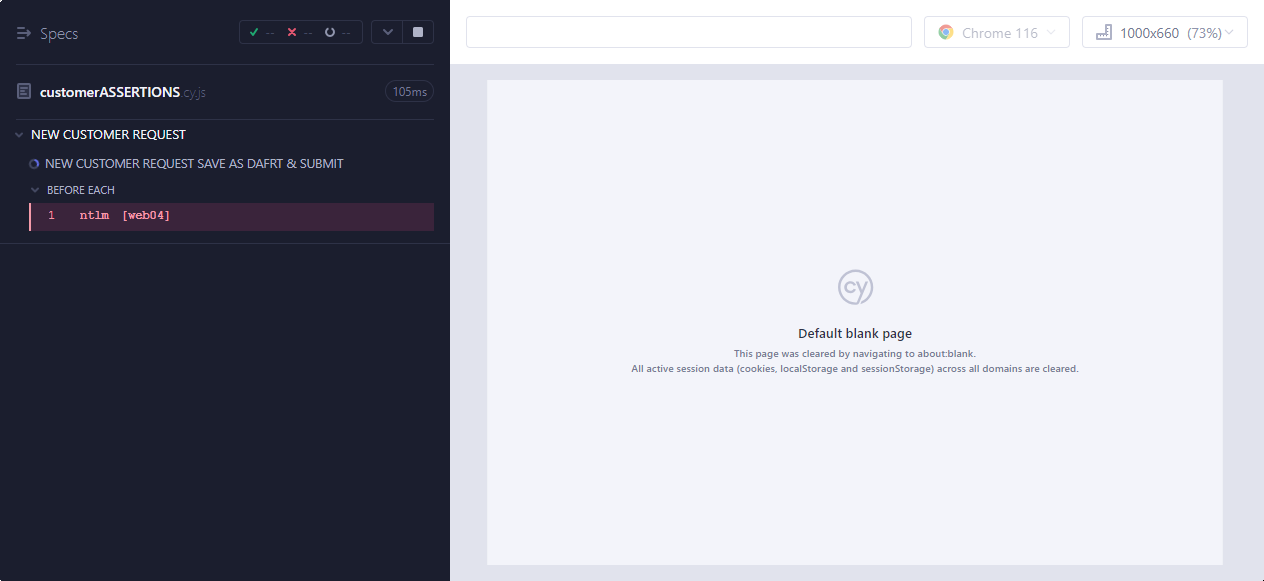 Specs
-- -- --
Chrome 116
1000x660 (73%)
customerASSERTIONS.cy.js
105ms
NEW CUSTOMER REQUEST
NEW CUSTOMER REQUEST SAVE AS DAFRT & SUBMIT
BEFORE EACH
1 ntlm [web04]
cy
Default blank page
This page was cleared by navigating to about:blank.
All active session data (cookies, localStorage and sessionStorage) across all domains are cleared.